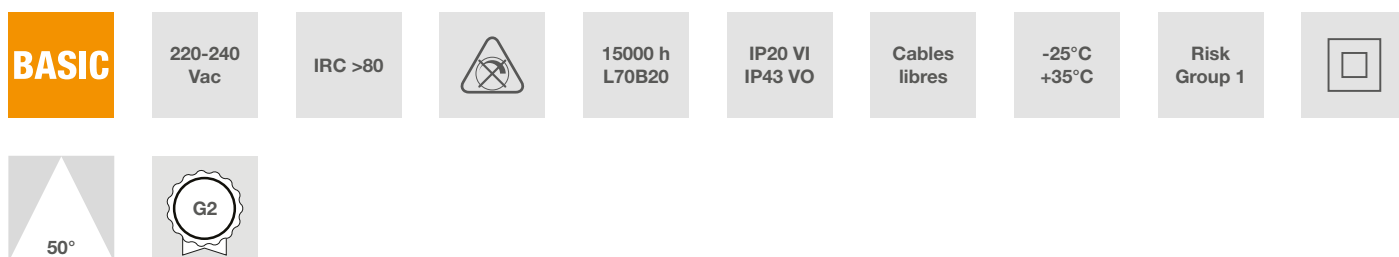 BASIC
220-240
Vac
IRC >80
15000 h
L70B20
IP20 VI
IP43 VO
Cables
libres
-25°C
+35°C
Risk
Group 1
50°
G2